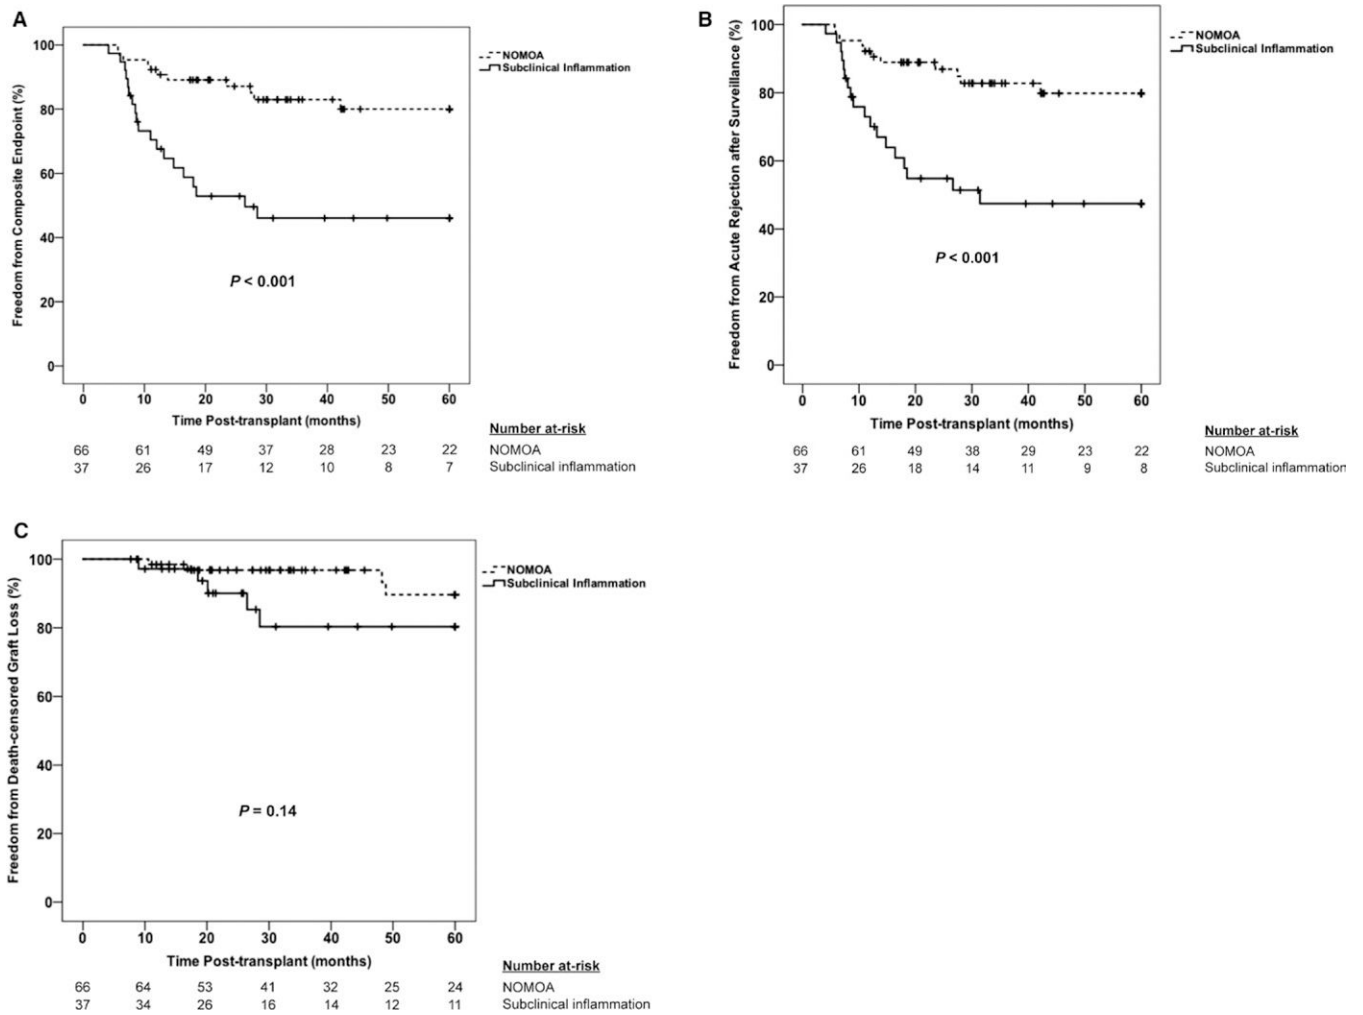 A
Freedom from Composite Endpoint (%)
100
80
60
40
20
0
NOMOA
Subclinical Inflammation
P < 0.001
0 10 20 30 40 50 60
Time Post-transplant (months)
Number at-risk
66 61 49 37 28 23 22 NOMOA
37 26 17 12 10 8 7 Subclinical inflammation
B
Freedom from Acute Rejection after Surveillance (%)
100
80
60
40
20
0
NOMOA
Subclinical Inflammation
P < 0.001
0 10 20 30 40 50 60
Time Post-transplant (months)
Number at-risk
66 61 49 38 29 23 22 NOMOA
37 26 18 14 11 9 8 Subclinical inflammation
C
Freedom from Death-censored Graft Loss (%)
100
80
60
40
20
0
NOMOA
Subclinical Inflammation
P = 0.14
0 10 20 30 40 50 60
Time Post-transplant (months)
Number at-risk
66 64 53 41 32 25 24 NOMOA
37 34 26 16 14 12 11 Subclinical inflammation